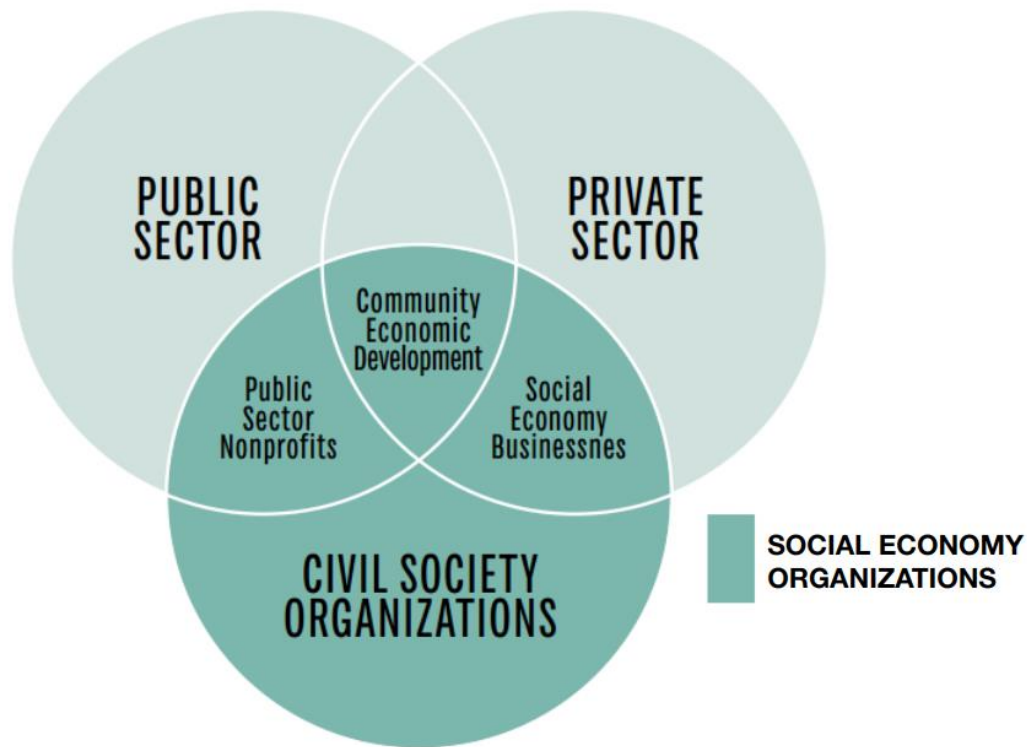 PUBLIC
SECTOR
PRIVATE
SECTOR
Community
Economic
Development
Public
Sector
Nonprofits
Social
Economy
Businessnes
CIVIL SOCIETY
ORGANIZATIONS
SOCIAL ECONOMY
ORGANIZATIONS